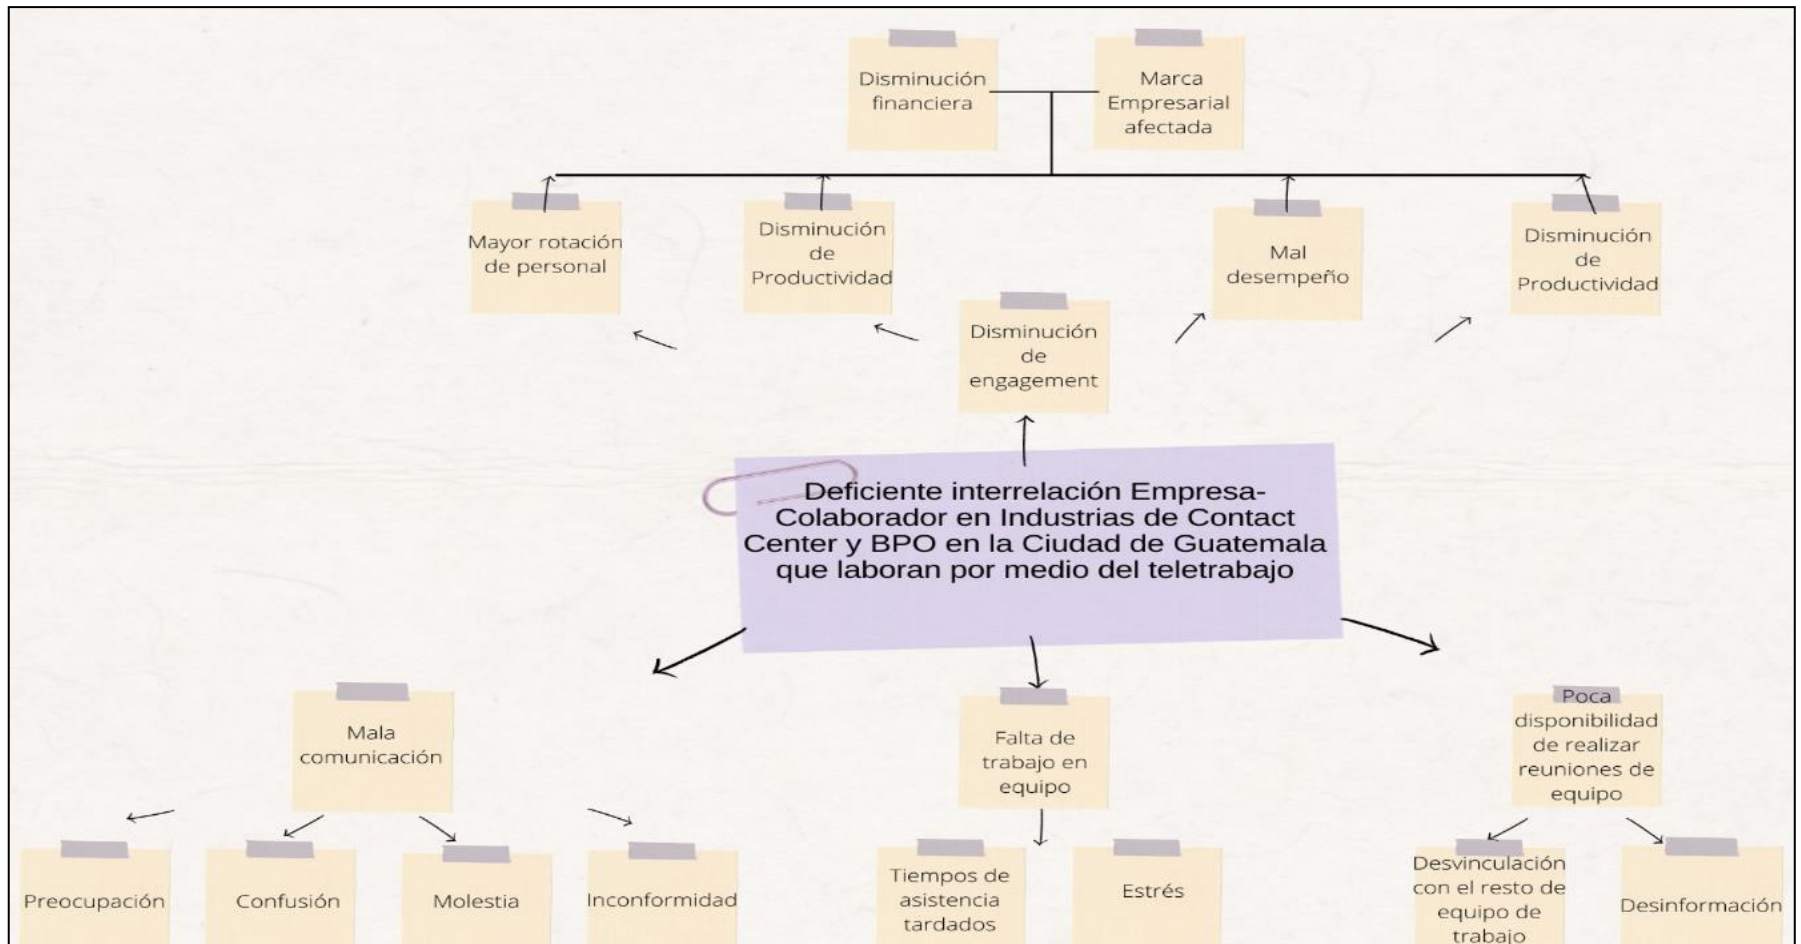 Disminución
financiera
Marca
Empresarial
afectada
Mayor rotación
de personal
Disminución
de
Productividad
Mal
desempeño
Disminución
de
Productividad
Disminución
de
engagement
Deficiente interrelación Empresa-
Colaborador en Industrias de Contact
Center y BPO en la Ciudad de Guatemala
que laboran por medio del teletrabajo
Mala
comunicación
Falta de
trabajo en
equipo
Poca
disponibilidad
de realizar
reuniones de
equipo
Preocupación
Confusión
Molestia
Inconformidad
Tiempos de
asistencia
tardados
Estrés
Desvinculación
con el resto de
equipo de
trabajo
Desinformación